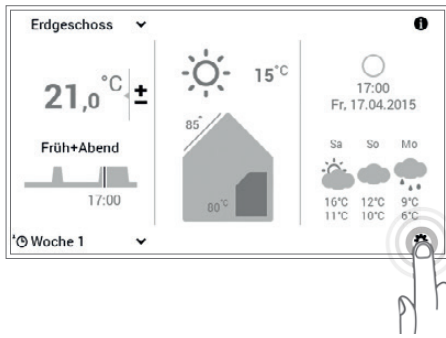 Erdgeschoss
i
21,0 °C ±
15°C
17:00
Fr, 17.04.2015
85°
Früh+Abend
Sa So Mo
17:00
80°C
16°C 12°C 9°C
11°C 10°C 6°C
Woche 1